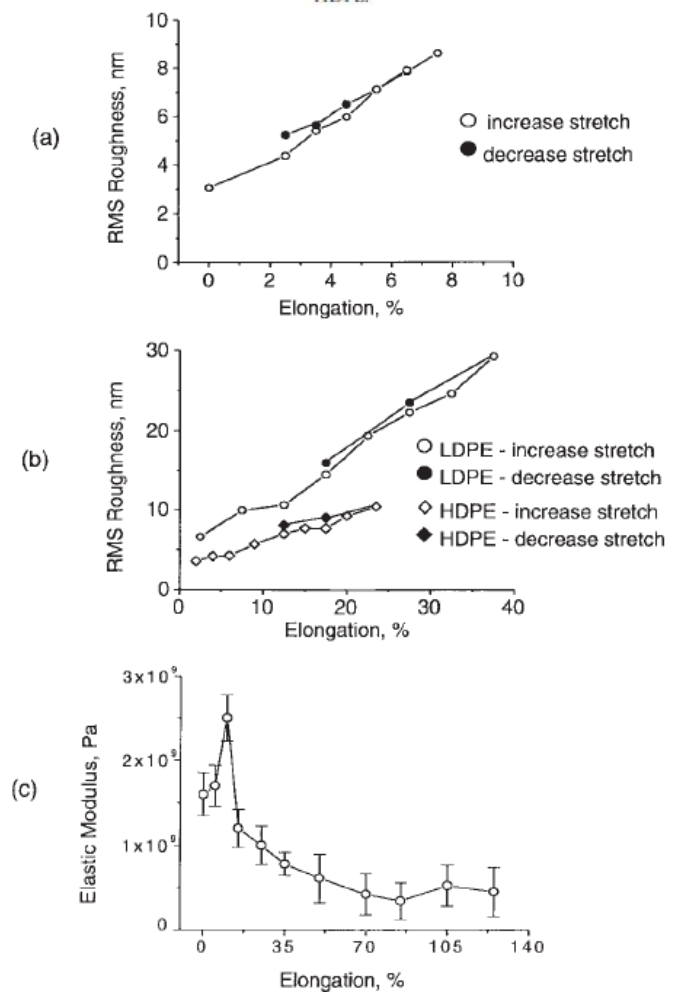 (a)
RMS Roughness, nm
10
8
6
4
2
0
0 2 4 6 8 10
Elongation, %
increase stretch
decrease stretch
(b)
RMS Roughness, nm
30
20
10
0
0 10 20 30 40
Elongation, %
LDPE - increase stretch
LDPE - decrease stretch
HDPE - increase stretch
HDPE - decrease stretch
(c)
Elastic Modulus, Pa
3x10⁹
2x10⁹
1x10⁹
0
0 35 70 105 140
Elongation, %